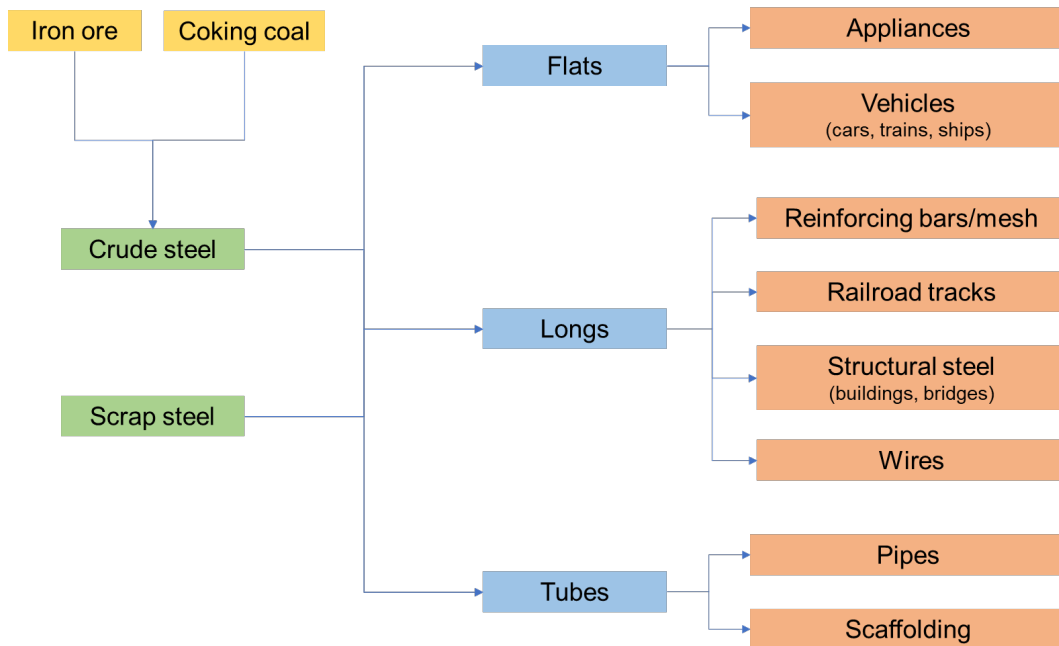 Iron ore
Coking coal
Crude steel
Scrap steel
Flats
Longs
Tubes
Appliances
Vehicles
(cars, trains, ships)
Reinforcing bars/mesh
Railroad tracks
Structural steel
(buildings, bridges)
Wires
Pipes
Scaffolding